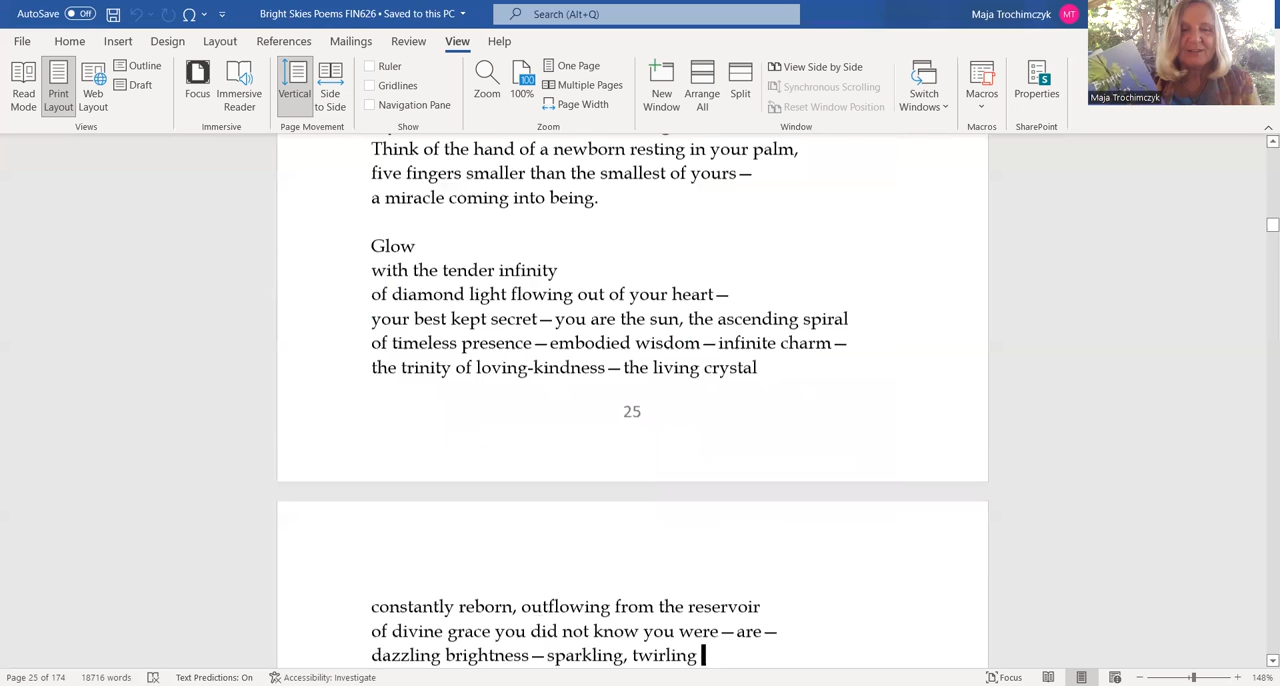 AutoSave Off Bright Skies Poems FIN626 • Saved to this PC Search (Alt+Q) Maja Trochimczyk MT
File Home Insert Design Layout References Mailings Review View Help
Read Mode Print Layout Web Layout Outline Draft Focus Immersive Reader Vertical Side to Side Ruler Gridlines Navigation Pane Zoom 100 100% One Page Multiple Pages Page Width New Window Arrange All Split View Side by Side Synchronous Scrolling Reset Window Position Switch Windows Macros Properties
Views Immersive Page Movement Show Zoom Window Macros SharePoint
Maja Trochimczyk
Think of the hand of a newborn resting in your palm,
five fingers smaller than the smallest of yours—
a miracle coming into being.
Glow
with the tender infinity
of diamond light flowing out of your heart—
your best kept secret—you are the sun, the ascending spiral
of timeless presence—embodied wisdom—infinite charm—
the trinity of loving-kindness—the living crystal
25
constantly reborn, outflowing from the reservoir
of divine grace you did not know you were—are—
dazzling brightness—sparkling, twirling
Page 25 of 174 18716 words Text Predictions: On Accessibility: Investigate Focus 148%